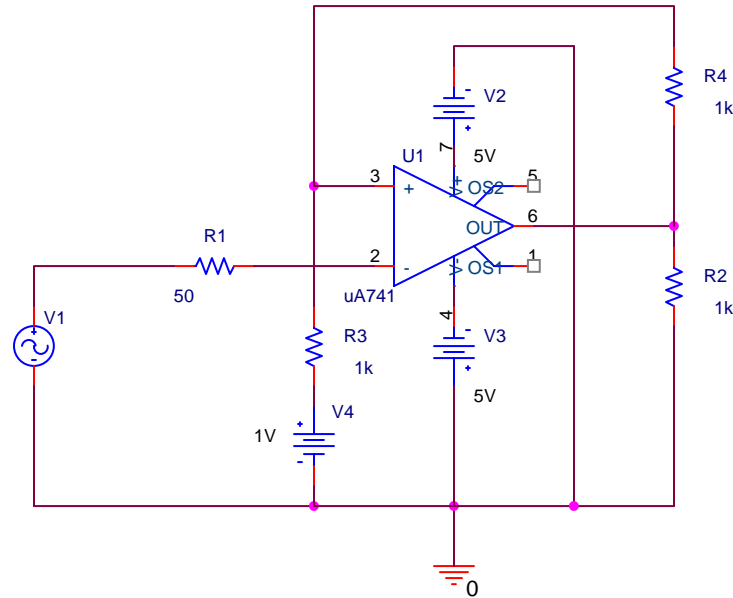 R4
1k
-
V2
+
7
5V
U1
3
+
V+
OS2
5
OUT
6
R1
50
2
-
V-
OS1
1
uA741
R2
1k
V1
+
-
4
-
V3
+
5V
R3
1k
V4
1V
+
-
0